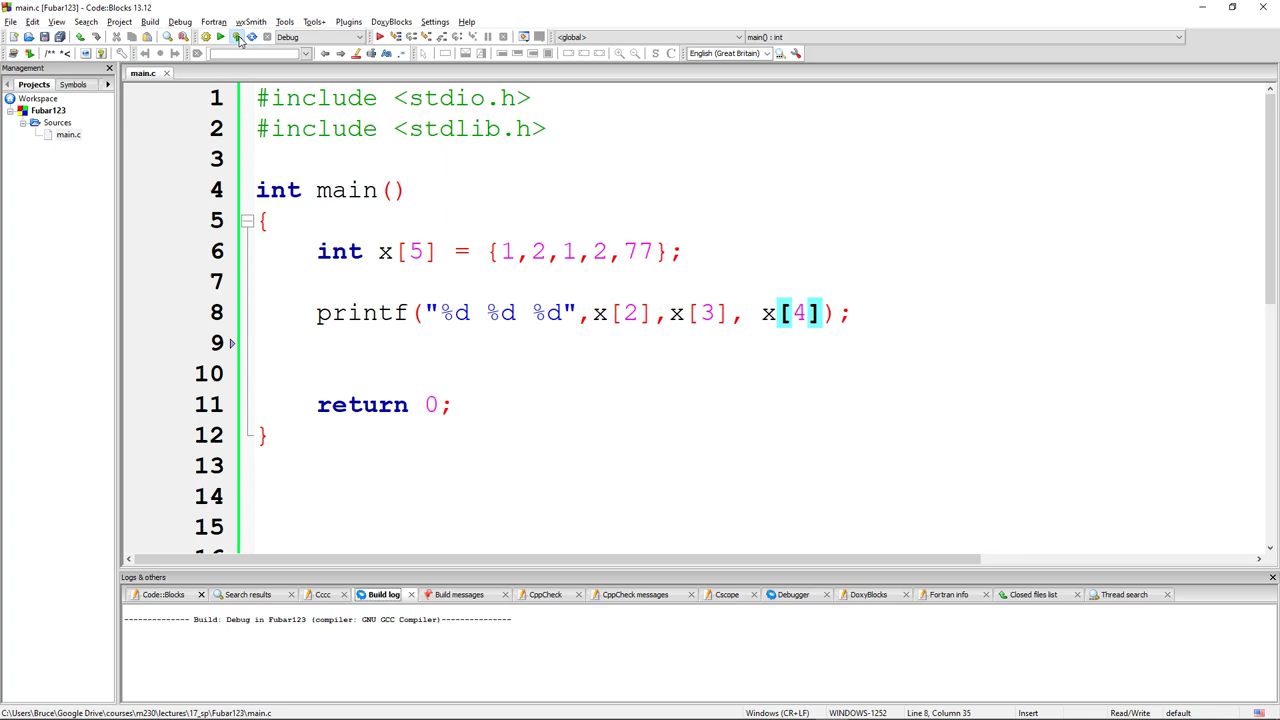 main.c [Fubar123] - Code::Blocks 13.12
File Edit View Search Project Build Debug Fortran wxSmith Tools Tools+ Plugins DoxyBlocks Settings Help
Debug <global> main() : int
/** *< S C English (Great Britain)
Management
Projects Symbols
Workspace
Fubar123
Sources
main.c
main.c
1 #include <stdio.h>
2 #include <stdlib.h>
3
4 int main()
5 {
6 int x[5] = {1,2,1,2,77};
7
8 printf("%d %d %d",x[2],x[3], x[4]);
9
10
11 return 0;
12 }
13
14
15
16
Logs & others
Code::Blocks Search results Cccc Build log Build messages CppCheck CppCheck messages Cscope Debugger DoxyBlocks Fortran info Closed files list Thread search
-------------- Build: Debug in Fubar123 (compiler: GNU GCC Compiler)---------------
C:\Users\Bruce\Google Drive\courses\m230\lectures\17_sp\Fubar123\main.c Windows (CR+LF) WINDOWS-1252 Line 8, Column 35 Insert Read/Write default